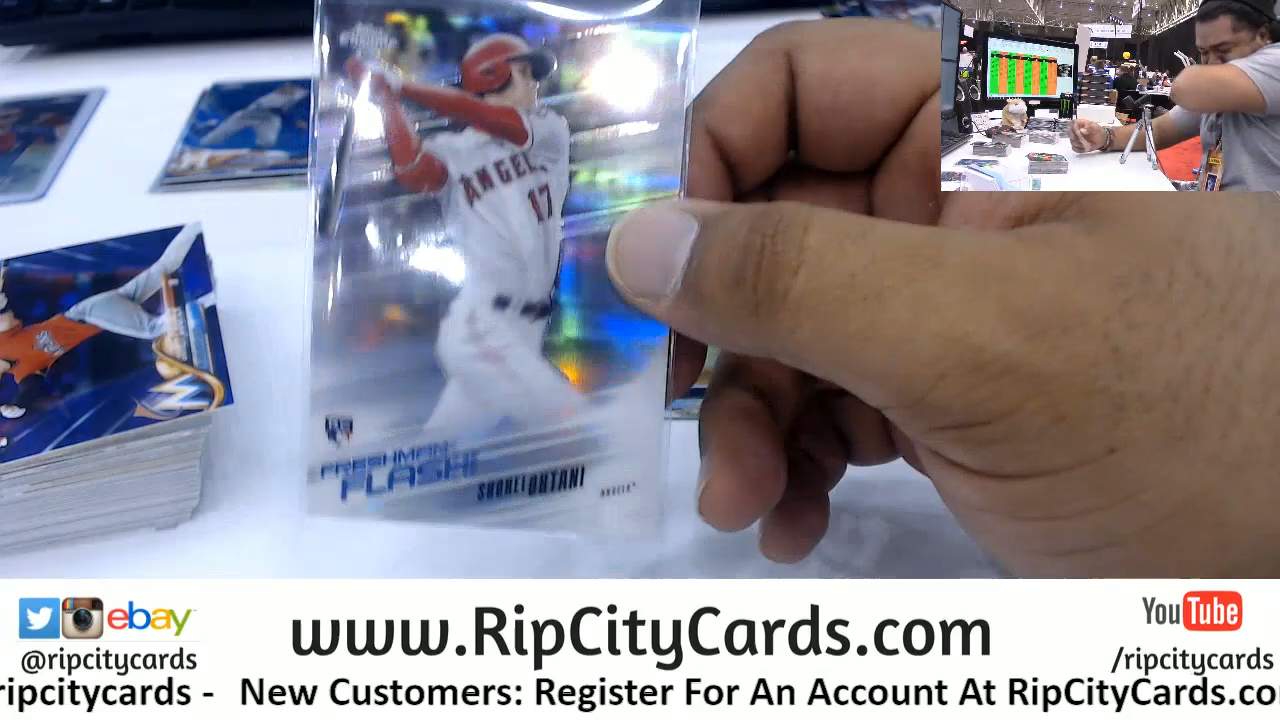 ANGELS
17
FRESHMAN
FLASH
SHOHEI OHTANI
ANGELS
ebay
@ripcitycards
www.RipCityCards.com
YouTube
/ripcitycards
ripcitycards - New Customers: Register For An Account At RipCityCards.co